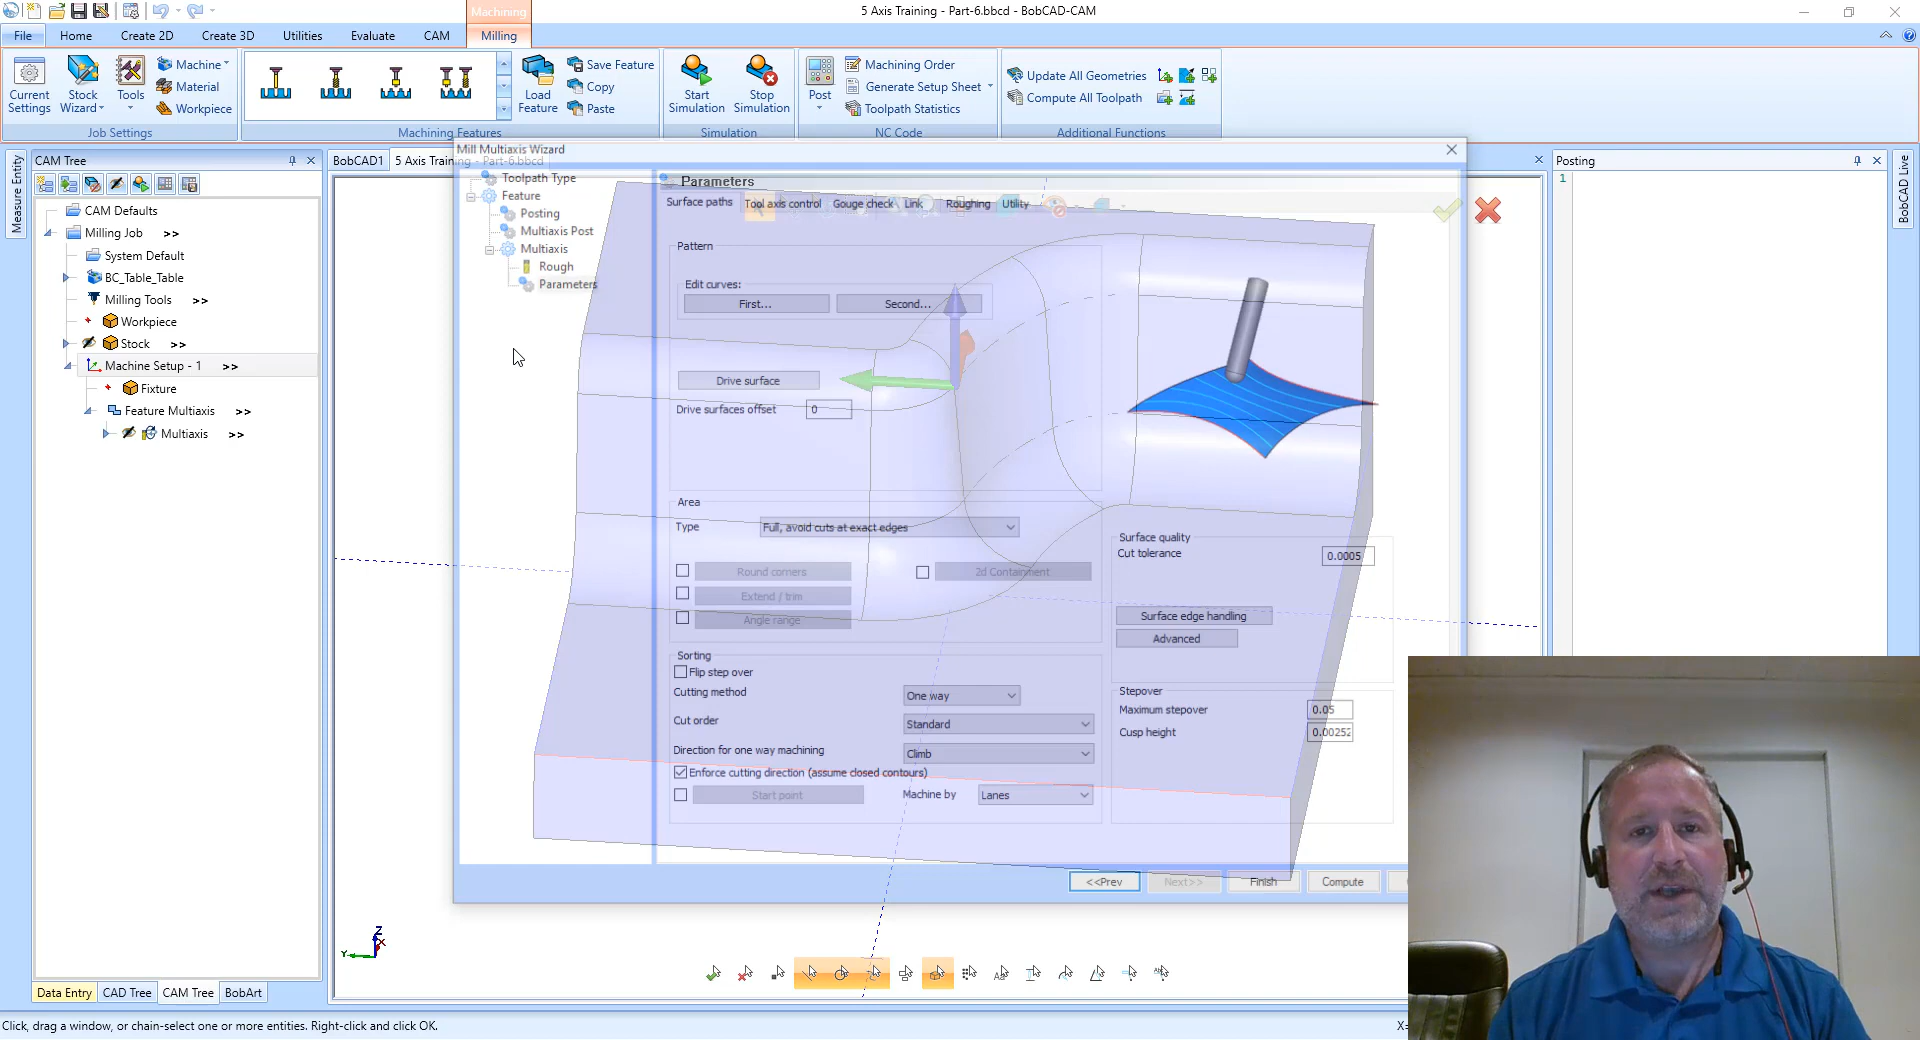 Machining
5 Axis Training - Part-6.bbcd - BobCAD-CAM
File
Home
Create 2D
Create 3D
Utilities
Evaluate
CAM
Milling
Current Settings
Stock Wizard
Tools
Machine
Material
Workpiece
Job Settings
Machining Features
Load Feature
Save Feature
Copy
Paste
Start Simulation
Stop Simulation
Simulation
Post
Machining Order
Generate Setup Sheet
Toolpath Statistics
NC Code
Update All Geometries
Compute All Toolpath
Additional Functions
Measure Entity
CAM Tree
CAM Defaults
Milling Job >>
System Default
BC_Table_Table
Milling Tools >>
Workpiece
Stock >>
Machine Setup - 1 >>
Fixture
Feature Multiaxis >>
Multiaxis >>
Data Entry
CAD Tree
CAM Tree
BobArt
BobCAD1
5 Axis Training - Part-6.bbcd
Mill Multiaxis Wizard
Toolpath Type
Feature
Posting
Multiaxis Post
Multiaxis
Rough
Parameters
Parameters
Surface paths
Tool axis control
Gouge check
Link
Roughing
Utility
Pattern
Edit curves:
First...
Second...
Drive surface
Drive surfaces offset
0
Area
Type
Full, avoid cuts at exact edges
Round corners
2d Containment
Extend / trim
Angle range
Sorting
Flip step over
Cutting method
One way
Cut order
Standard
Direction for one way machining
Climb
Enforce cutting direction (assume closed contours)
Start point
Machine by
Lanes
Surface quality
Cut tolerance
0.0005
Surface edge handling
Advanced
Stepover
Maximum stepover
0.05
Cusp height
0.00252
<<Prev
Next>>
Finish
Compute
Posting
1
BobCAD Live
Z
X
Y
Click, drag a window, or chain-select one or more entities. Right-click and click OK.
X=